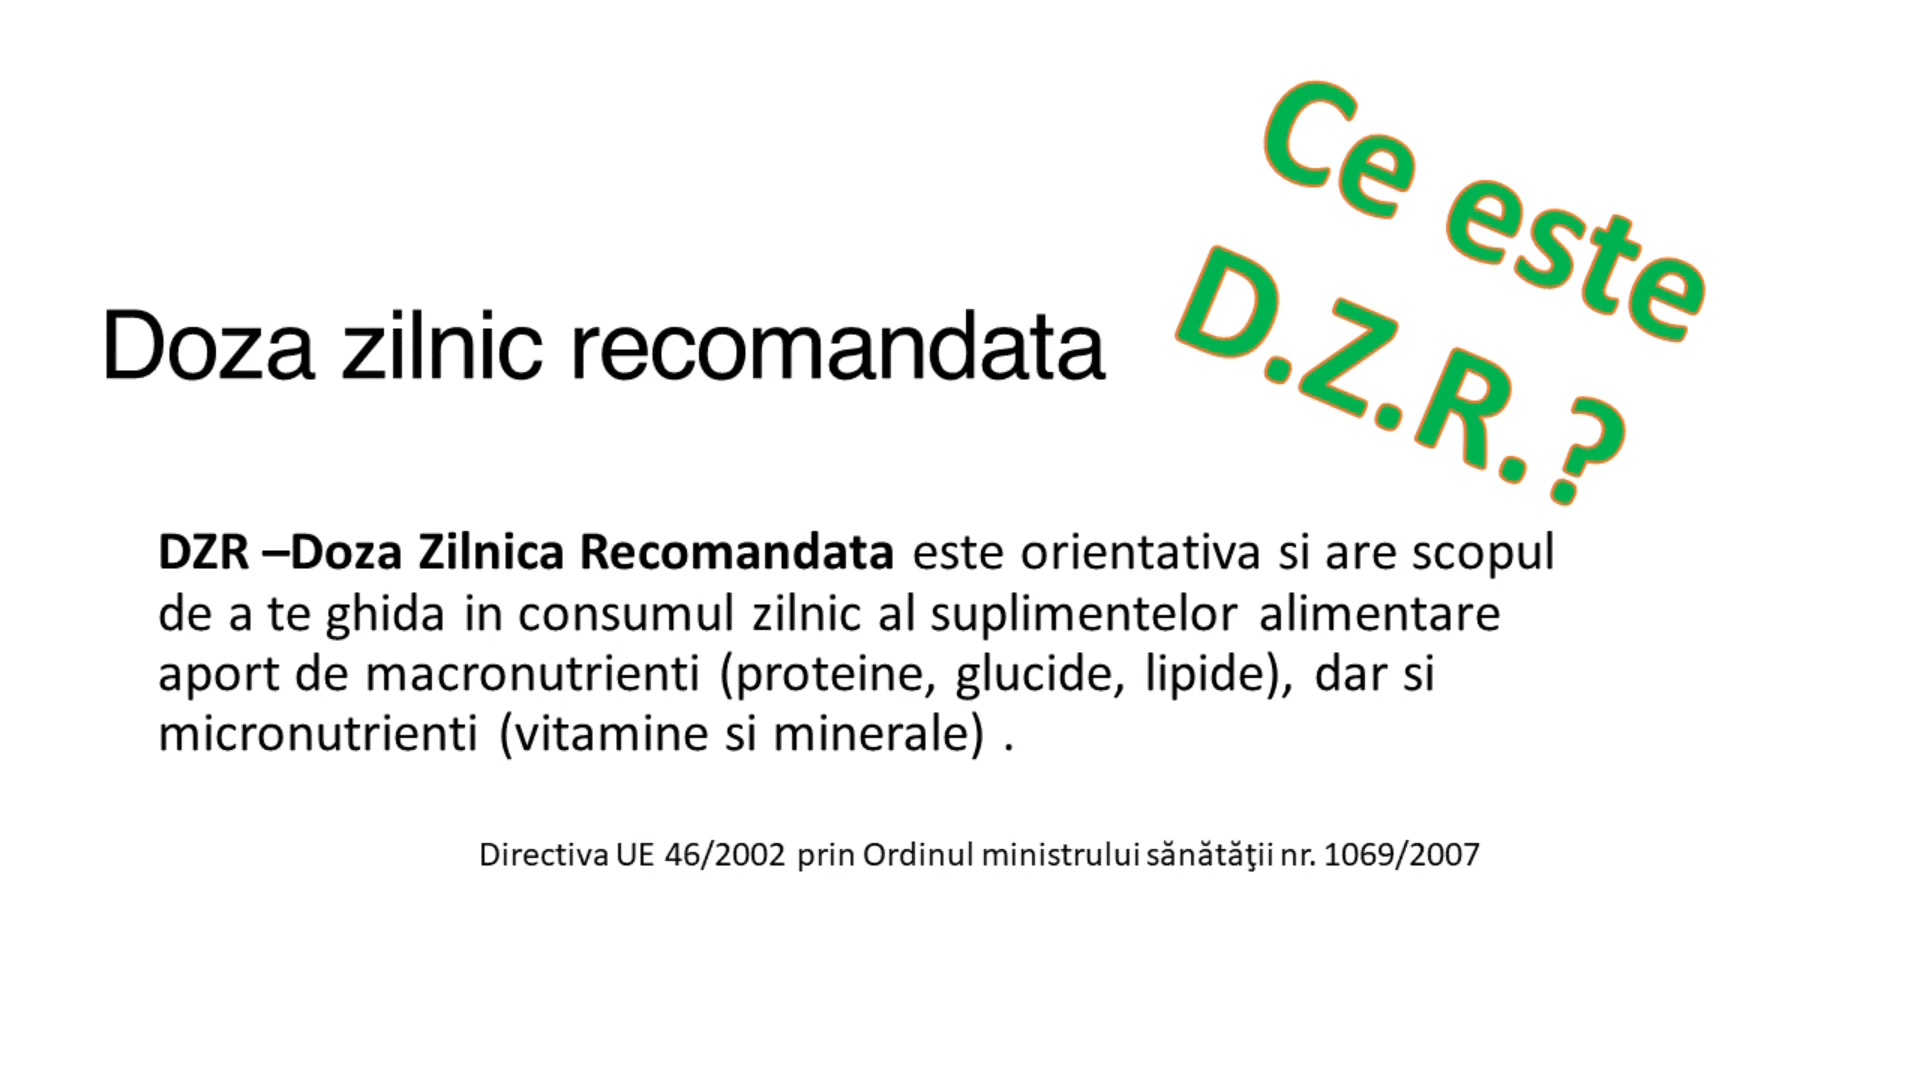 Ce este
D.Z.R.?
Doza zilnic recomandata
DZR –Doza Zilnica Recomandata este orientativa si are scopul
de a te ghida in consumul zilnic al suplimentelor alimentare
aport de macronutrienti (proteine, glucide, lipide), dar si
micronutrienti (vitamine si minerale) .
Directiva UE 46/2002 prin Ordinul ministrului sănătăţii nr. 1069/2007